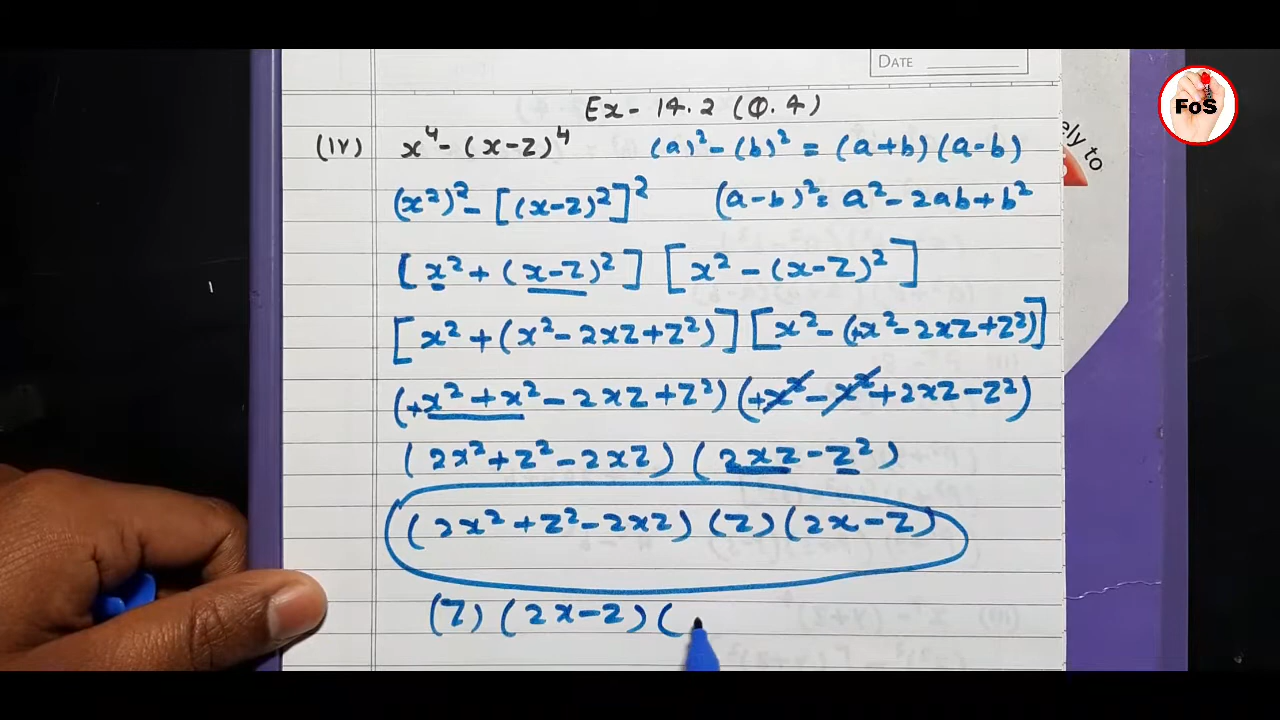 DATE
FoS
ely to
Ex - 14.2 (Q.4)
(iv) x⁴ - (x-z)⁴ (a)² - (b)² = (a+b) (a-b)
(x²)² - [(x-z)²]² (a-b)² = a² - 2ab + b²
[x² + (x-z)²] [x² - (x-z)²]
[x² + (x² - 2xz + z²)] [x² - (+x² - 2xz + z²)]
(+x² + x² - 2xz + z²) (+x² - x² + 2xz - z²)
(2x² + z² - 2xz) (2xz - z²)
(2x² + z² - 2xz) (z) (2x - z)
(z) (2x - z) (